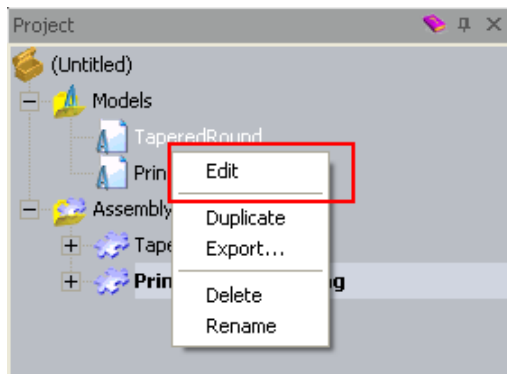 Project
(Untitled)
Models
TaperedRound
Prin
Edit
Assembly
Duplicate
Tape
Export...
Prin g
Delete
Rename